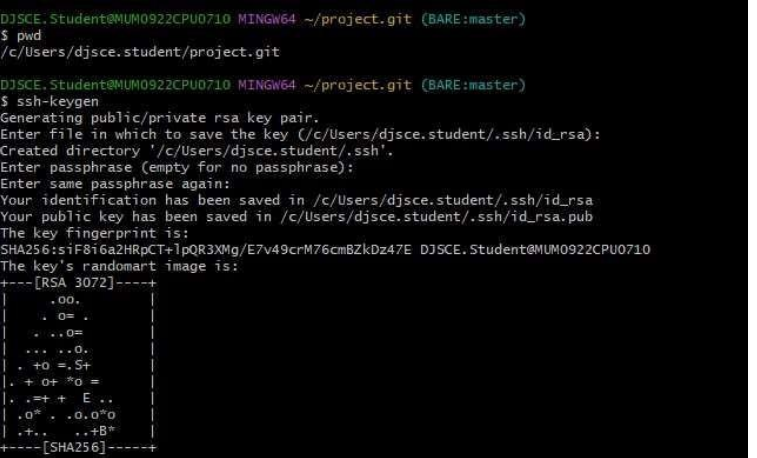 DJSCE.Student@MUM0922CPU0710 MINGW64 ~/project.git (BARE:master)
$ pwd
/c/Users/djsce.student/project.git

DJSCE.Student@MUM0922CPU0710 MINGW64 ~/project.git (BARE:master)
$ ssh-keygen
Generating public/private rsa key pair.
Enter file in which to save the key (/c/Users/djsce.student/.ssh/id_rsa):
Created directory '/c/Users/djsce.student/.ssh'.
Enter passphrase (empty for no passphrase):
Enter same passphrase again:
Your identification has been saved in /c/Users/djsce.student/.ssh/id_rsa
Your public key has been saved in /c/Users/djsce.student/.ssh/id_rsa.pub
The key fingerprint is:
SHA256:siF8i6a2HRpCT+lpQR3XMg/E7v49crM76cmBZkDz47E DJSCE.Student@MUM0922CPU0710
The key's randomart image is:
+---[RSA 3072]----+
|     .oo.        |
|    . o= .       |
|   . ..o=        |
|  ... ..o.       |
| . +o =.S+       |
|. + o+ *o =      |
|. .=+ +  E ..    |
| .o* . .o.o*o    |
| .+..   ..+B*    |
+----[SHA256]-----+